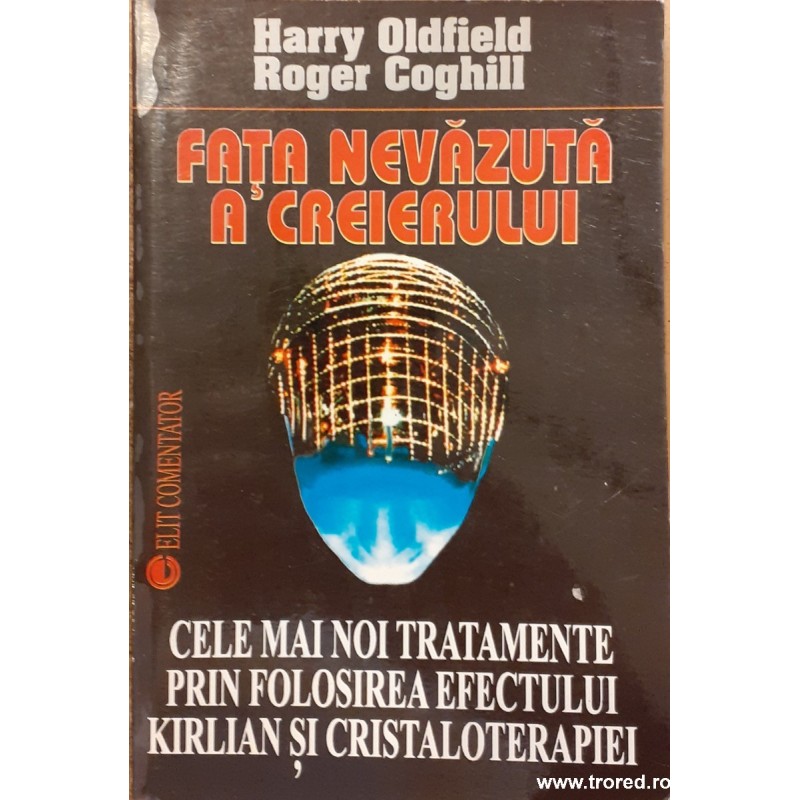 Harry Oldfield
Roger Coghill
FAȚA NEVĂZUTĂ
A CREIERULUI
ELIT COMENTATOR
CELE MAI NOI TRATAMENTE
PRIN FOLOSIREA EFECTULUI
KIRLIAN ȘI CRISTALOTERAPIEI
www.trored.ro